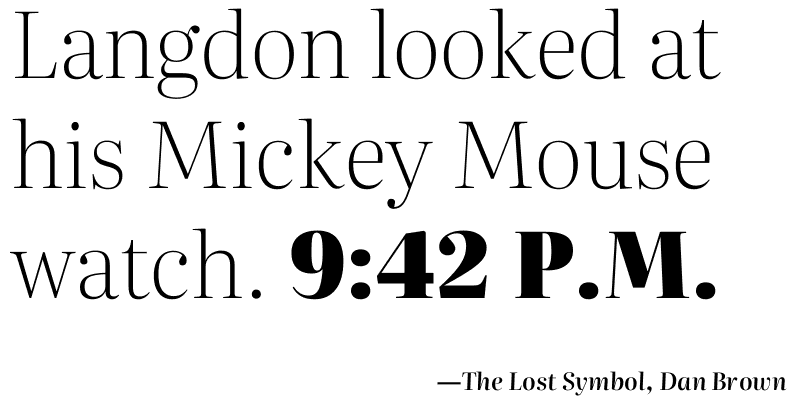 Langdon looked at
his Mickey Mouse
watch. 9:42 P.M.
—The Lost Symbol, Dan Brown